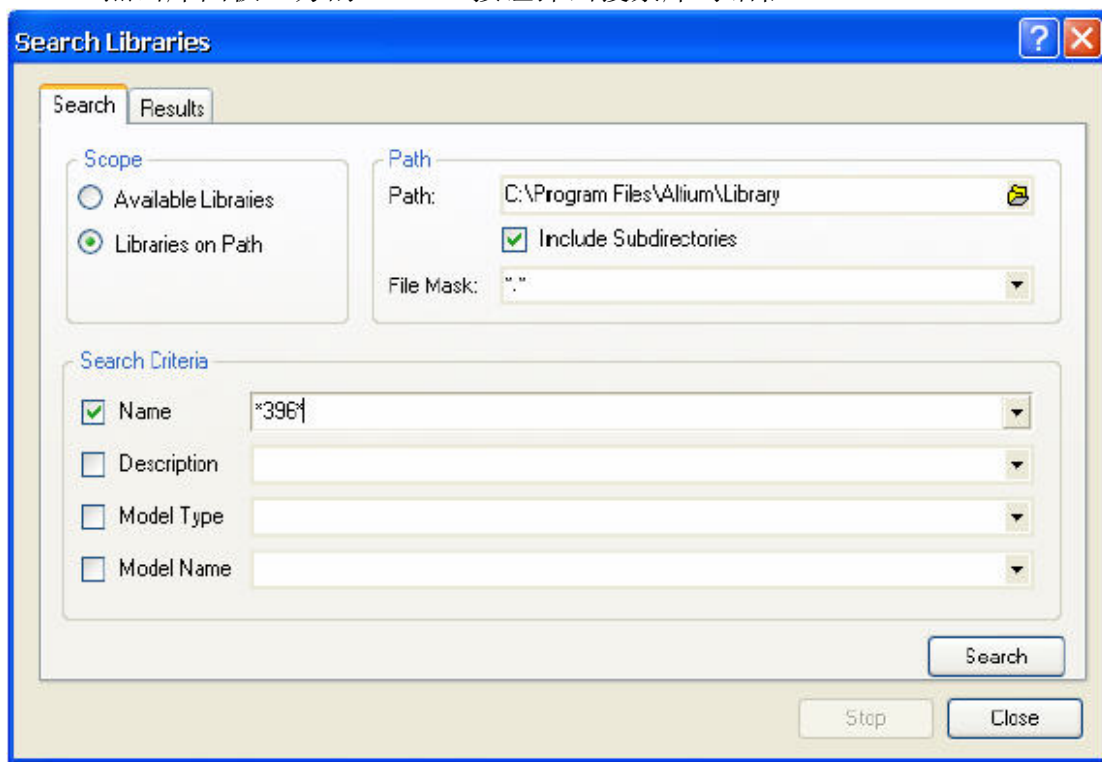 Search Libraries
Search Results
Scope
Available Libraries
Libraries on Path
Path
Path: C:\Program Files\Altium\Library
Include Subdirectories
File Mask: *.*
Search Criteria
Name *396*
Description
Model Type
Model Name
Search
Stop Close